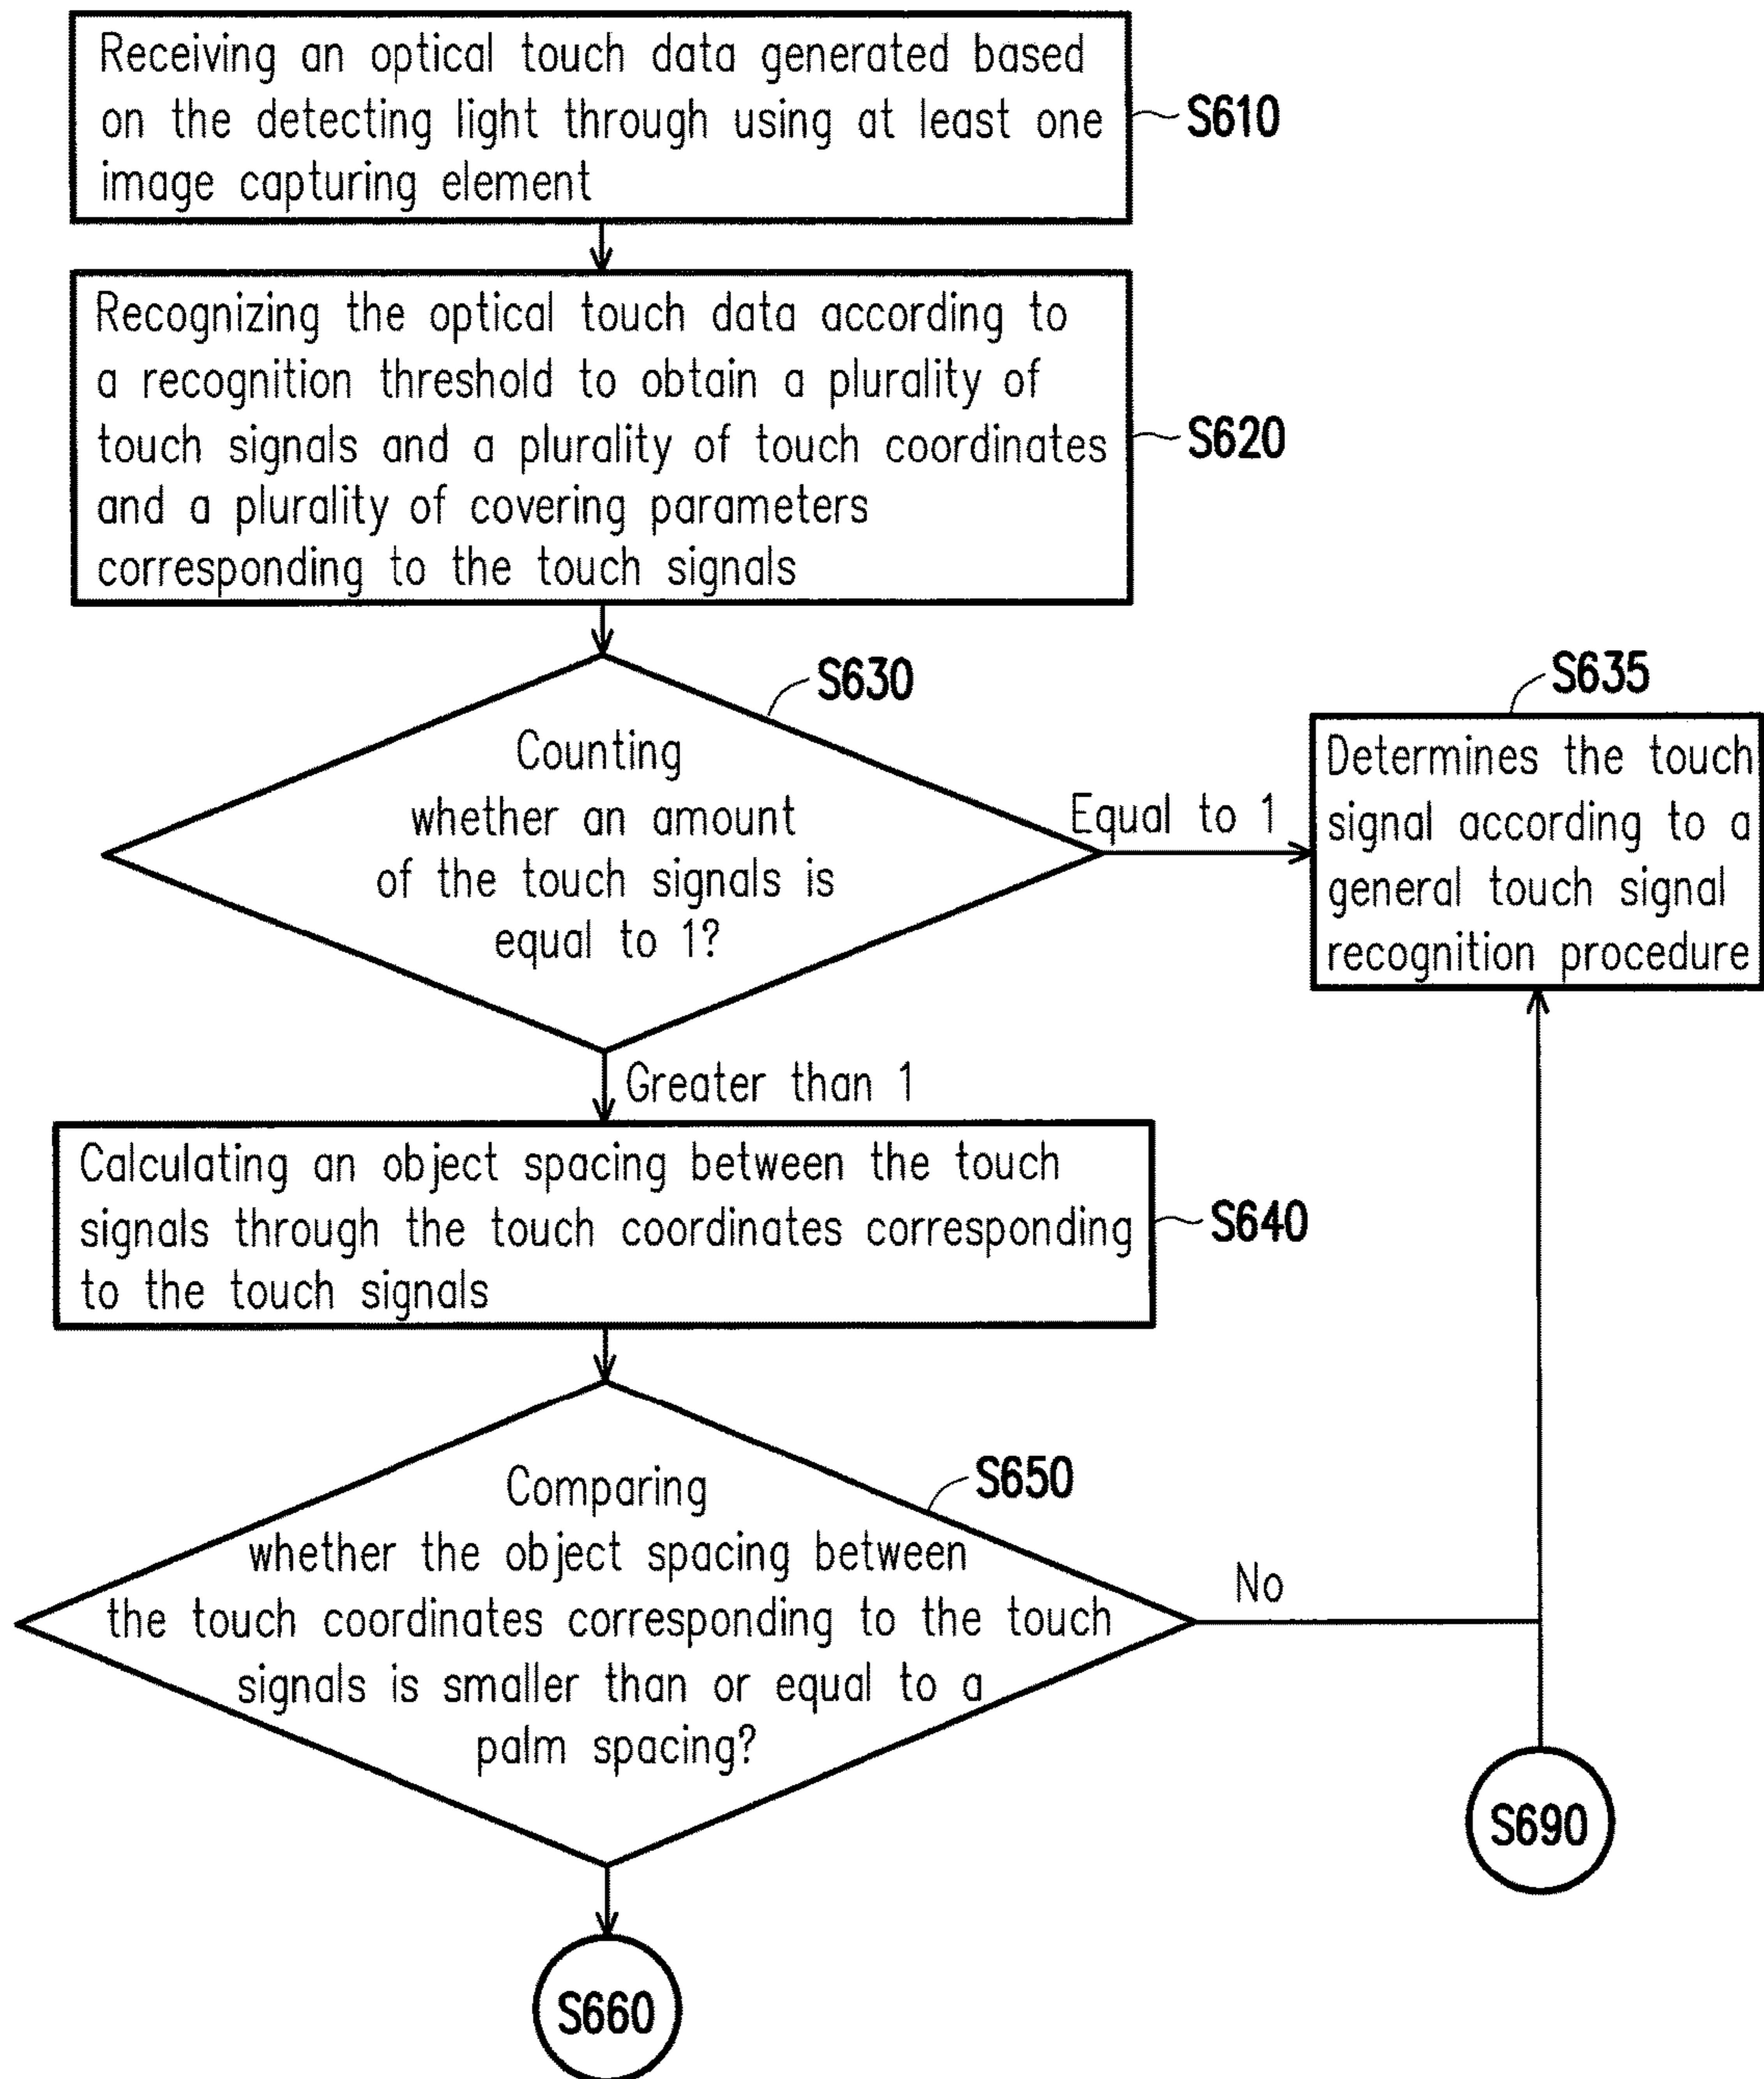 Receiving an optical touch data generated based
on the detecting light through using at least one
image capturing element
S610
Recognizing the optical touch data according to
a recognition threshold to obtain a plurality of
touch signals and a plurality of touch coordinates
and a plurality of covering parameters
corresponding to the touch signals
S620
S630
Counting
whether an amount
of the touch signals is
equal to 1?
Equal to 1
S635
Determines the touch
signal according to a
general touch signal
recognition procedure
Greater than 1
Calculating an object spacing between the touch
signals through the touch coordinates corresponding
to the touch signals
S640
S650
Comparing
whether the object spacing between
the touch coordinates corresponding to the touch
signals is smaller than or equal to a
palm spacing?
No
S690
S660